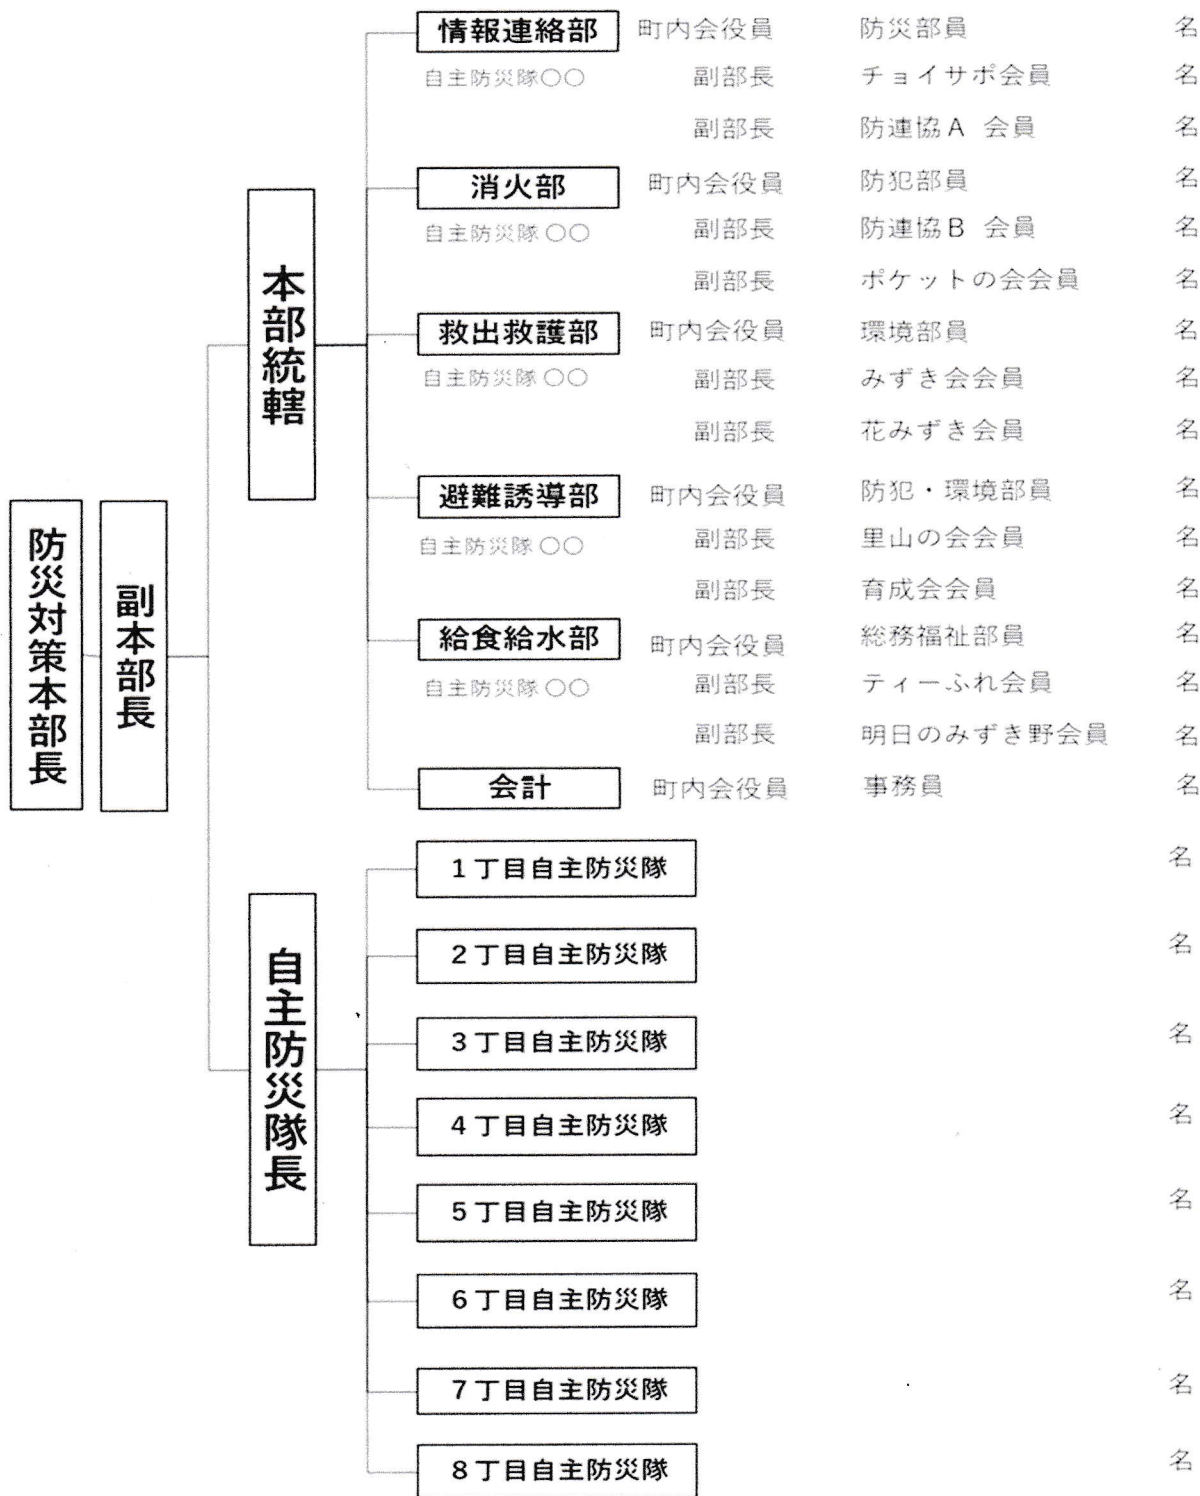 防災対策本部長
副本部長
本部統轄
情報連絡部 町内会役員 防災部員 名
自主防災隊○○ 副部長 チョイサポ会員 名
副部長 防連協A 会員 名
消火部 町内会役員 防犯部員 名
自主防災隊○○ 副部長 防連協B 会員 名
副部長 ポケットの会会員 名
救出救護部 町内会役員 環境部員 名
自主防災隊○○ 副部長 みずき会会員 名
副部長 花みずき会員 名
避難誘導部 町内会役員 防犯・環境部員 名
自主防災隊○○ 副部長 里山の会会員 名
副部長 育成会会員 名
給食給水部 町内会役員 総務福祉部員 名
自主防災隊○○ 副部長 ティーふれ会員 名
副部長 明日のみずき野会員 名
会計 町内会役員 事務員 名
自主防災隊長
1丁目自主防災隊 名
2丁目自主防災隊 名
3丁目自主防災隊 名
4丁目自主防災隊 名
5丁目自主防災隊 名
6丁目自主防災隊 名
7丁目自主防災隊 名
8丁目自主防災隊 名